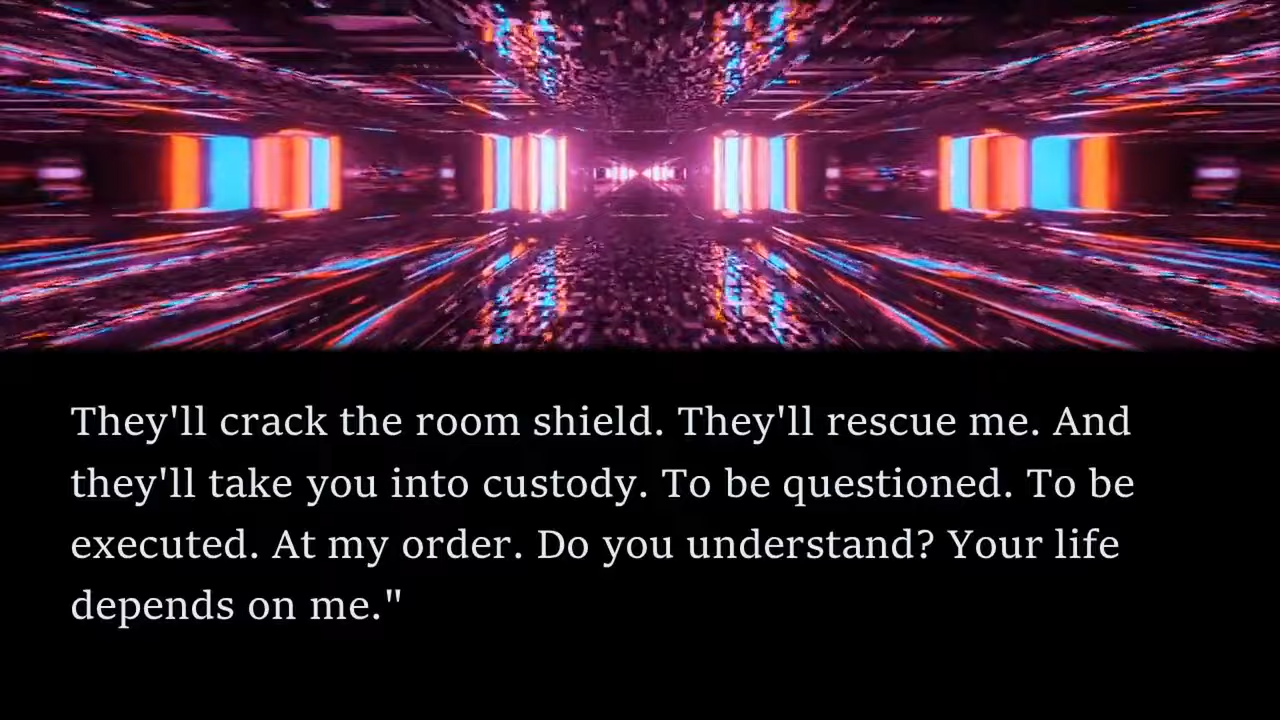 They'll crack the room shield. They'll rescue me. And
they'll take you into custody. To be questioned. To be
executed. At my order. Do you understand? Your life
depends on me."